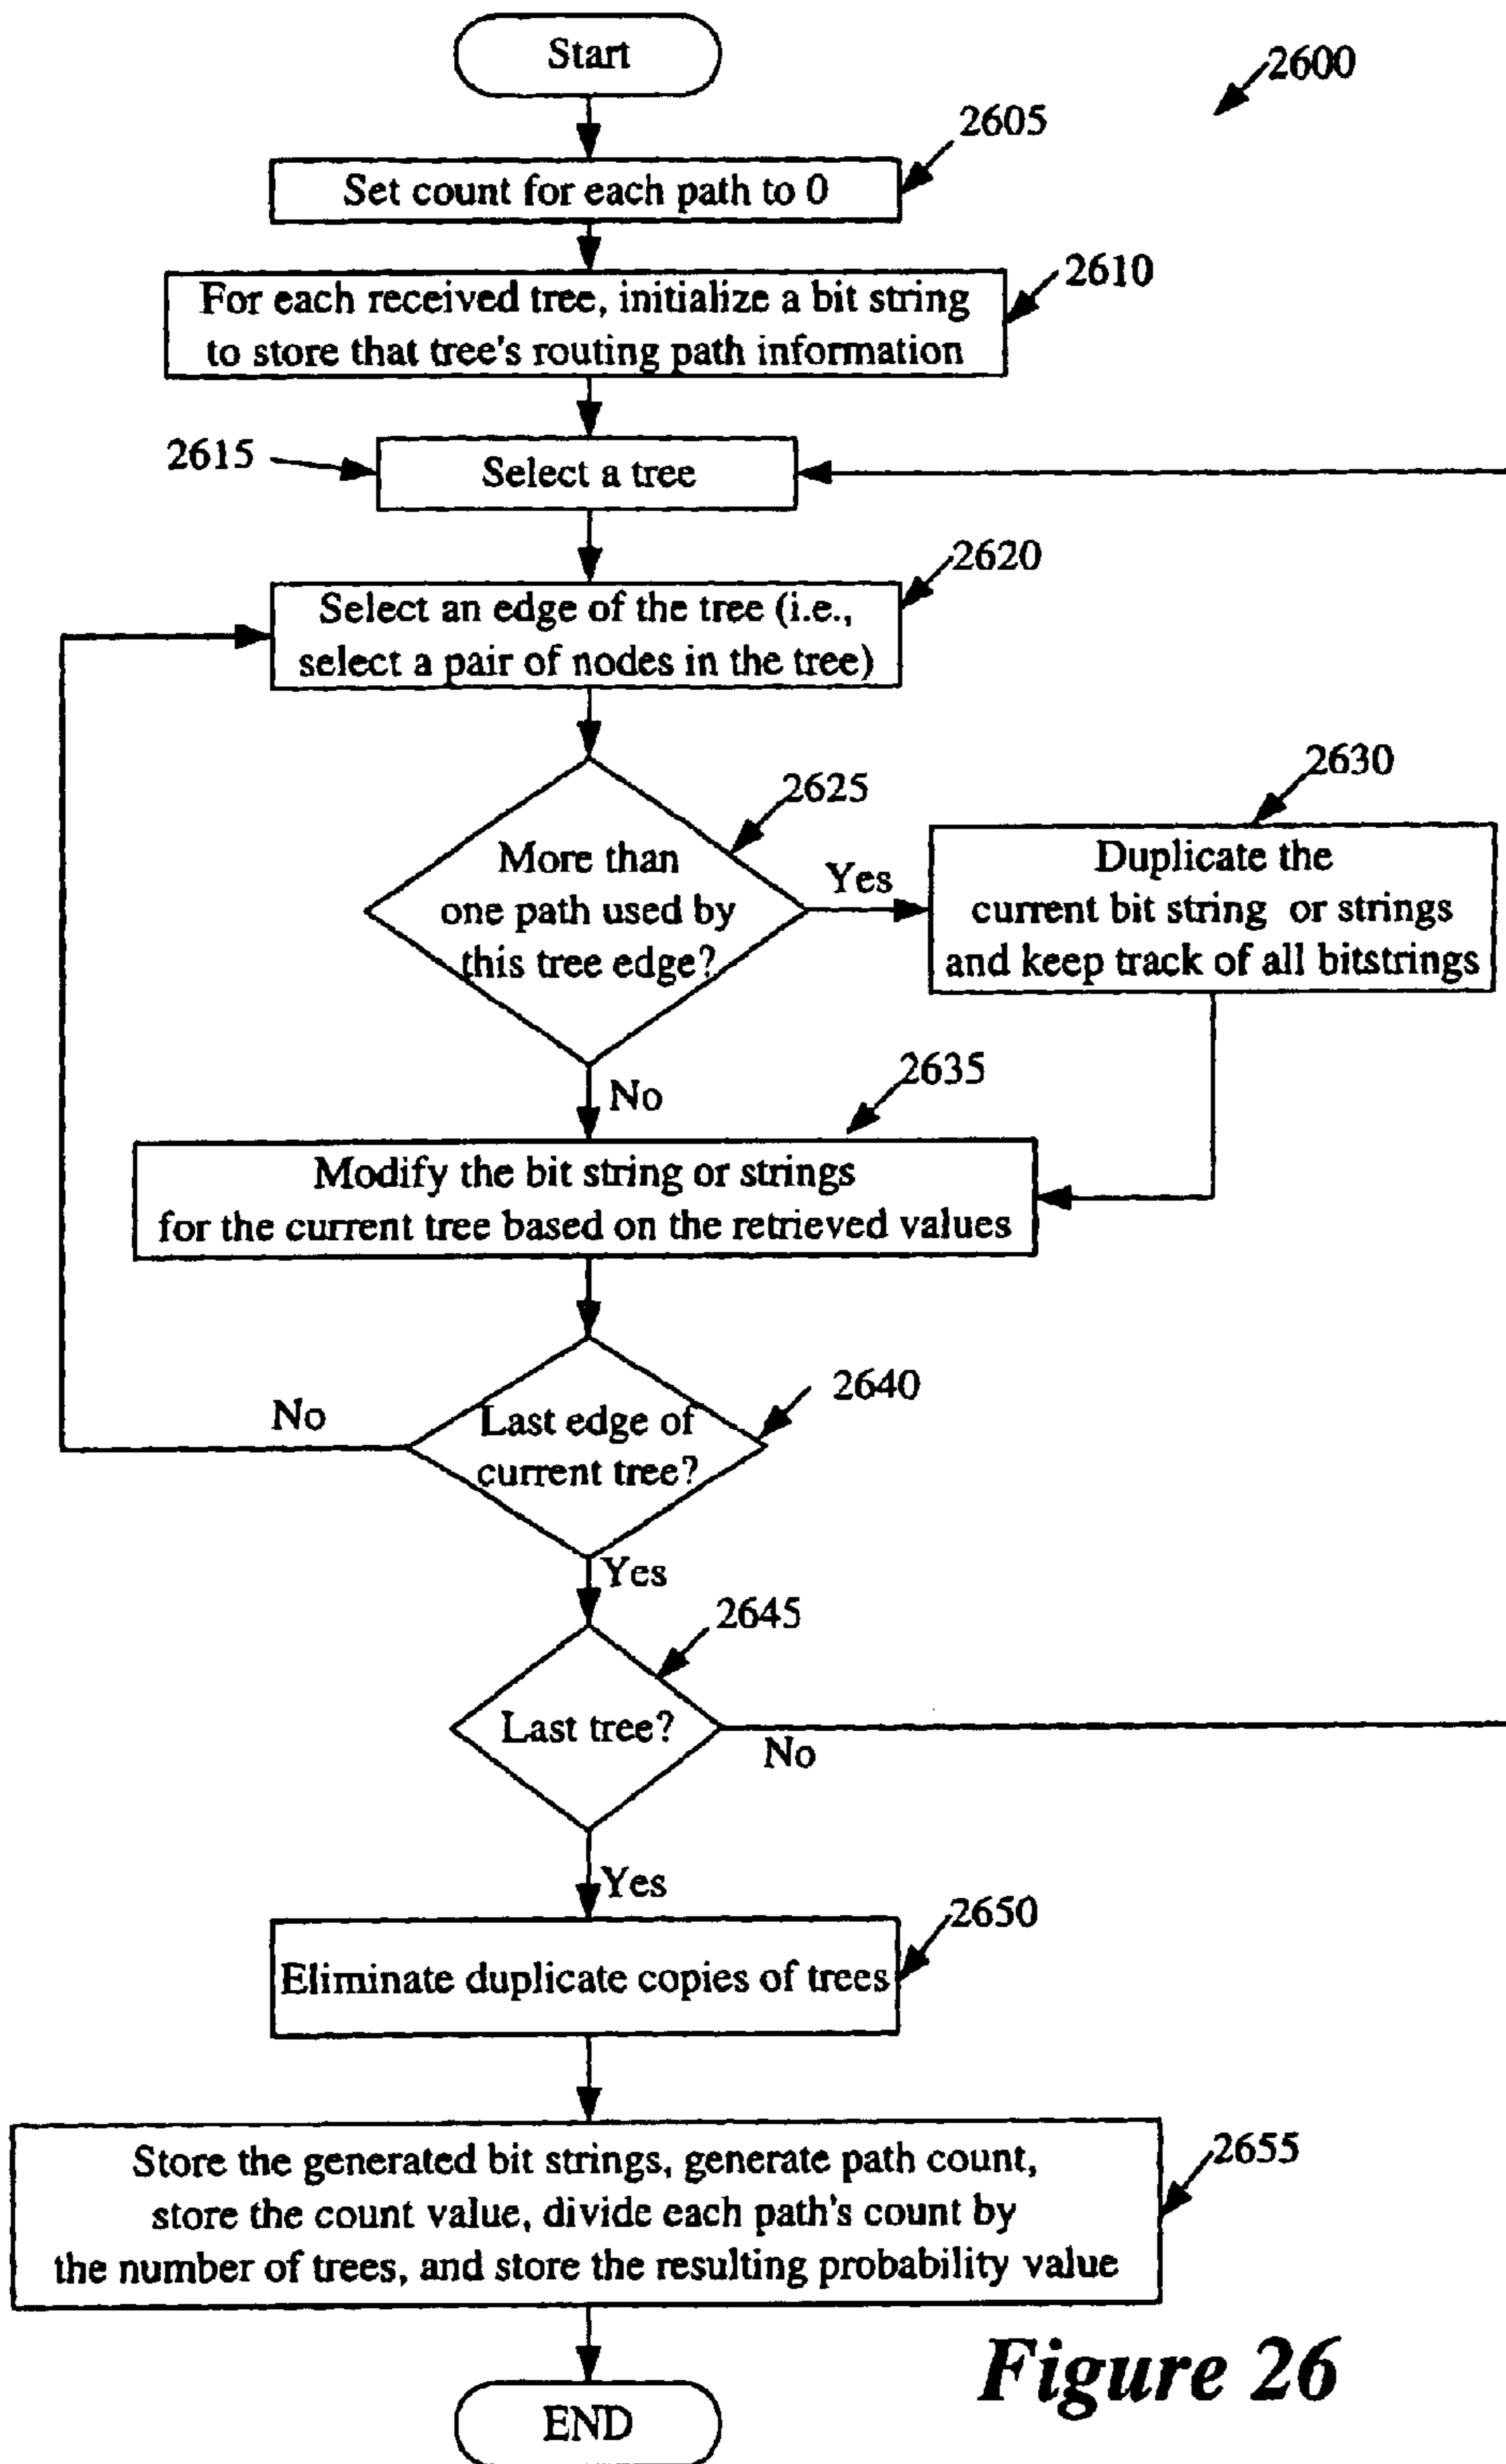 Start
2600
2605
Set count for each path to 0
2610
For each received tree, initialize a bit string
to store that tree's routing path information
2615
Select a tree
2620
Select an edge of the tree (i.e.,
select a pair of nodes in the tree)
2625
More than
one path used by
this tree edge?
Yes
2630
Duplicate the
current bit string or strings
and keep track of all bitstrings
No
2635
Modify the bit string or strings
for the current tree based on the retrieved values
2640
Last edge of
current tree?
No
Yes
2645
Last tree?
No
Yes
2650
Eliminate duplicate copies of trees
2655
Store the generated bit strings, generate path count,
store the count value, divide each path's count by
the number of trees, and store the resulting probability value
END
Figure 26